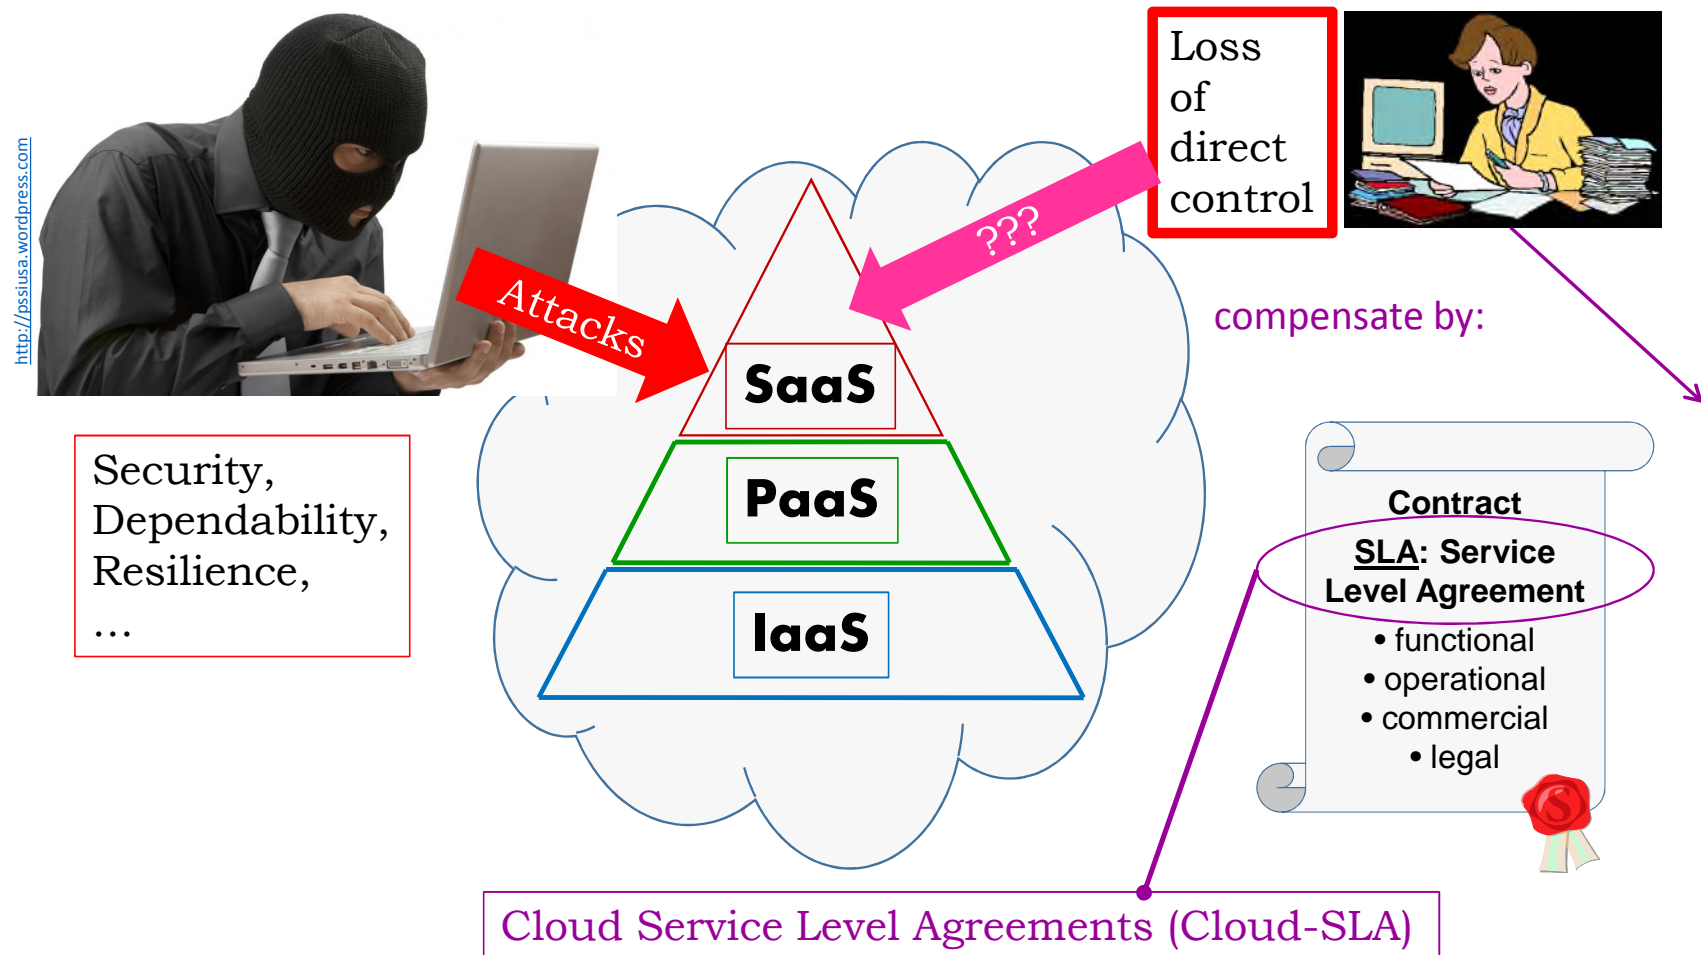 http://pssiusa.wordpress.com
Attacks
Loss
of
direct
control
???
compensate by:
SaaS
PaaS
IaaS
Security,
Dependability,
Resilience,
...
Contract
SLA: Service
Level Agreement
• functional
• operational
• commercial
• legal
S
Cloud Service Level Agreements (Cloud-SLA)